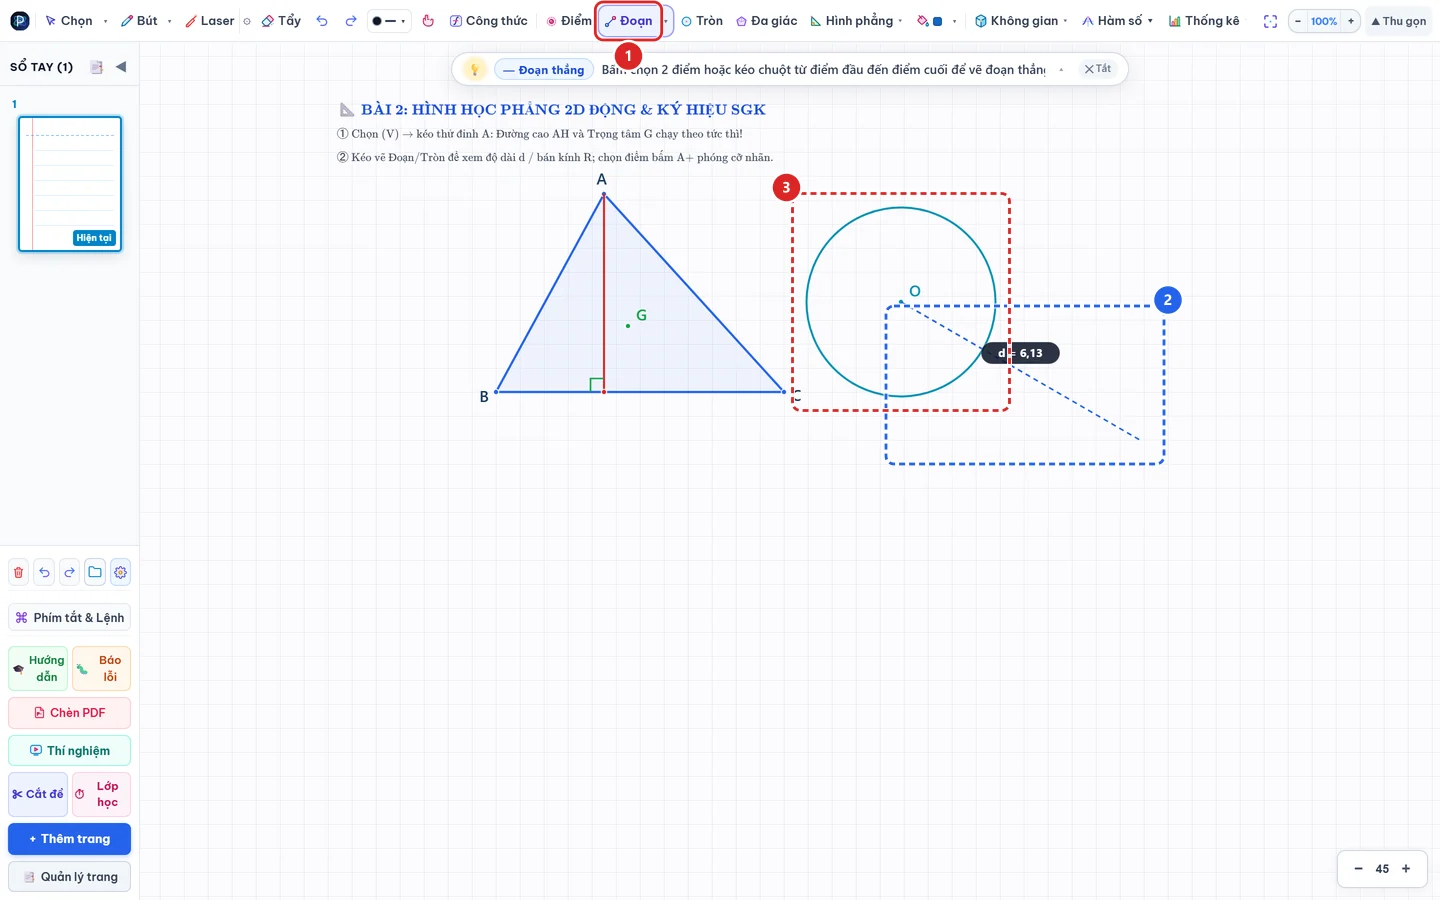 Chọn
Bút
Laser
Tẩy
Công thức
Điểm
Đoạn
Tròn
Đa giác
Hình phẳng
Không gian
Hàm số
Thống kê
− 100% +
▲ Thu gọn
1
SỔ TAY (1)
— Đoạn thẳng
Bấm chọn 2 điểm hoặc kéo chuột từ điểm đầu đến điểm cuối để vẽ đoạn thẳng
Tắt
1
Hiện tại
BÀI 2: HÌNH HỌC PHẲNG 2D ĐỘNG & KÝ HIỆU SGK
① Chọn (V) → kéo thử đỉnh A: Đường cao AH và Trọng tâm G chạy theo tức thì!
② Kéo vẽ Đoạn/Tròn để xem độ dài d / bán kính R; chọn điểm bấm A+ phóng cỡ nhãn.
A
3
O
2
G
d = 6,13
B
C
Phím tắt & Lệnh
Hướng dẫn
Báo lỗi
Chèn PDF
Thí nghiệm
Cắt đề
Lớp học
+ Thêm trang
Quản lý trang
− 45 +